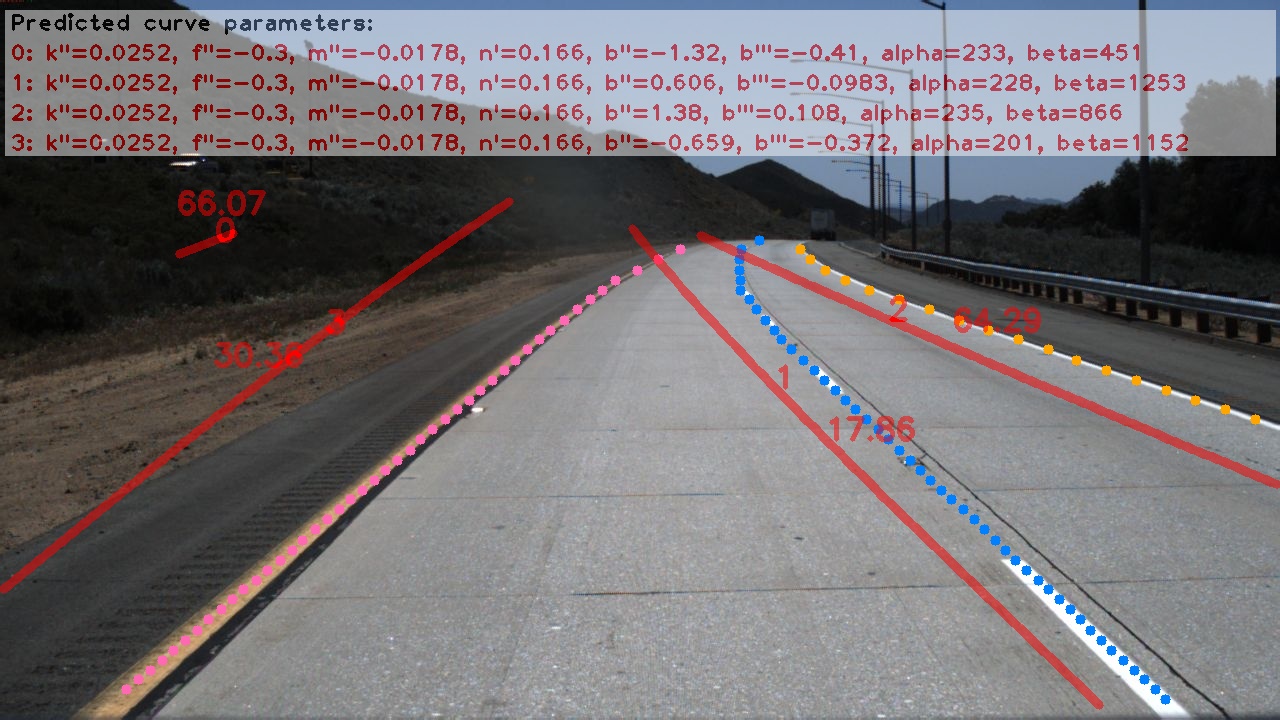 Predicted curve parameters:
0: k''=0.0252, f''=-0.3, m''=-0.0178, n'=0.166, b''=-1.32, b'''=-0.41, alpha=233, beta=451
1: k''=0.0252, f''=-0.3, m''=-0.0178, n'=0.166, b''=0.606, b'''=-0.0983, alpha=228, beta=1253
2: k''=0.0252, f''=-0.3, m''=-0.0178, n'=0.166, b''=1.38, b'''=0.108, alpha=235, beta=866
3: k''=0.0252, f''=-0.3, m''=-0.0178, n'=0.166, b''=-0.659, b'''=-0.372, alpha=201, beta=1152
66.07
0
3
2
64.29
30.36
1
17.86